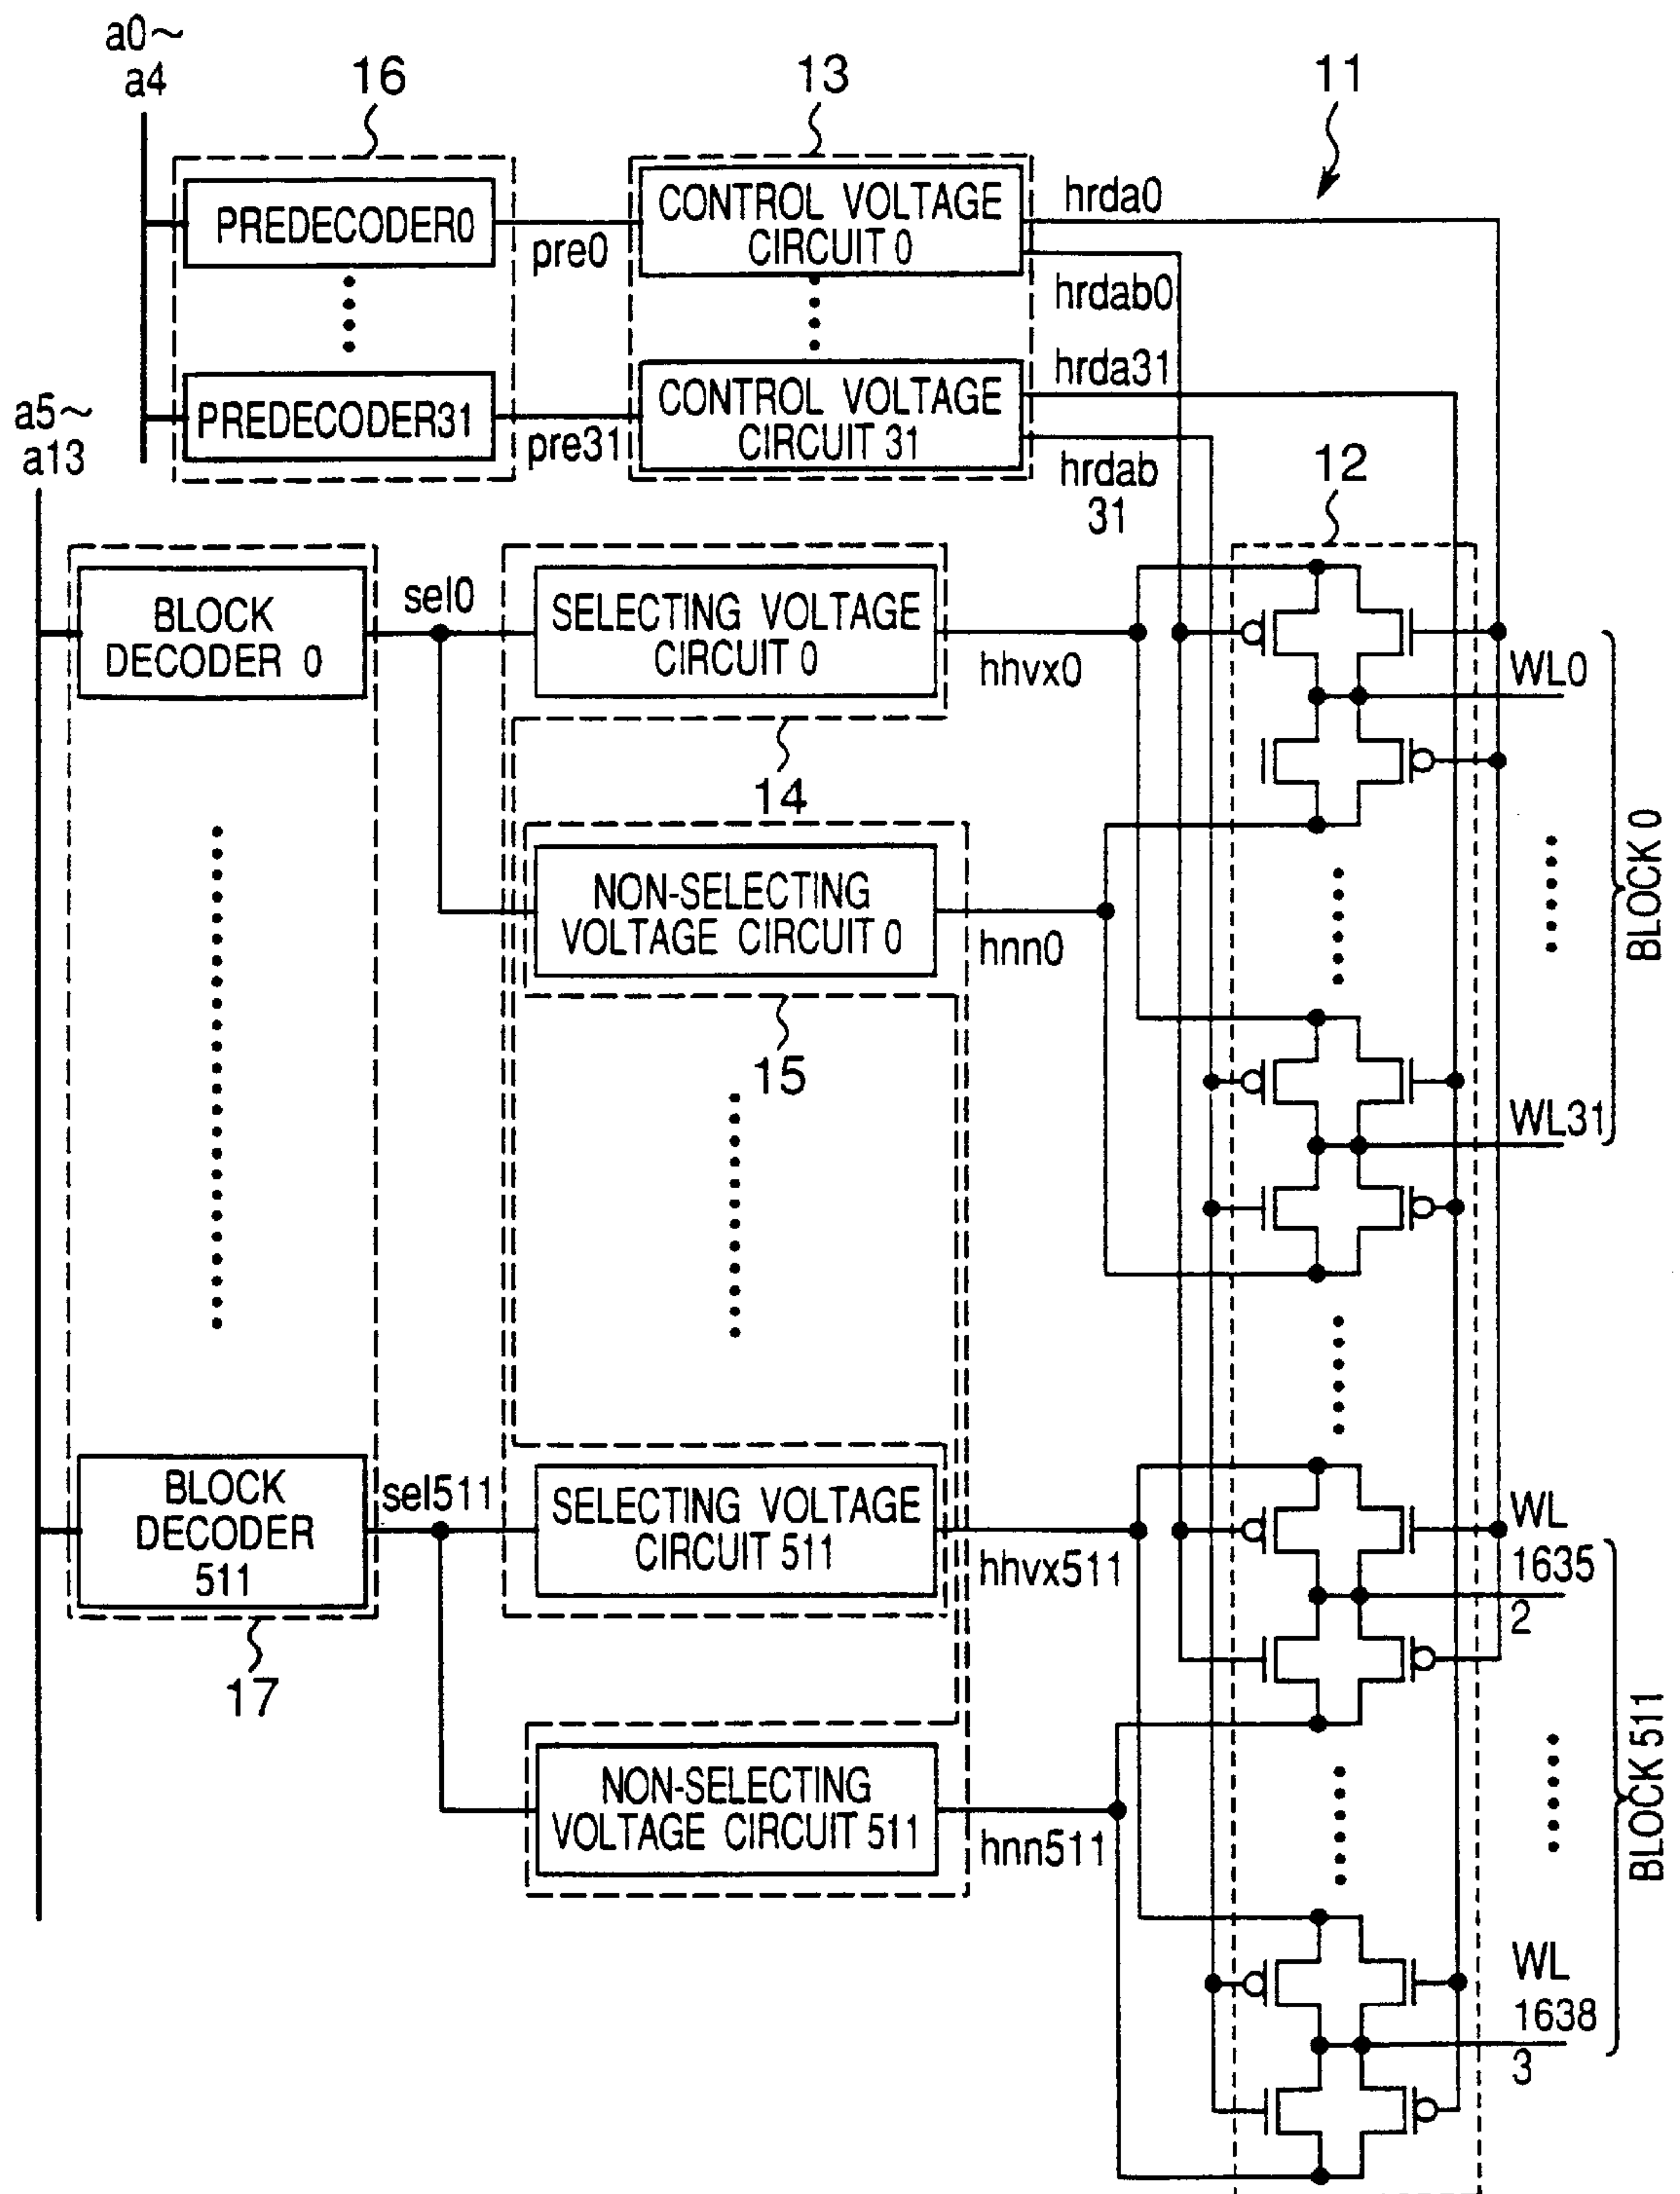 a0~
a4
16
13
11
PREDECODER0
pre0
CONTROL VOLTAGE
CIRCUIT 0
hrda0
hrdab0
PREDECODER31
pre31
CONTROL VOLTAGE
CIRCUIT 31
hrda31
hrdab
31
a5~
a13
12
BLOCK
DECODER 0
sel0
SELECTING VOLTAGE
CIRCUIT 0
hhvx0
WL0
14
NON-SELECTING
VOLTAGE CIRCUIT 0
hnn0
BLOCK 0
15
WL31
BLOCK
DECODER
511
sel511
SELECTING VOLTAGE
CIRCUIT 511
hhvx511
WL
1635
2
17
NON-SELECTING
VOLTAGE CIRCUIT 511
hnn511
BLOCK 511
WL
1638
3